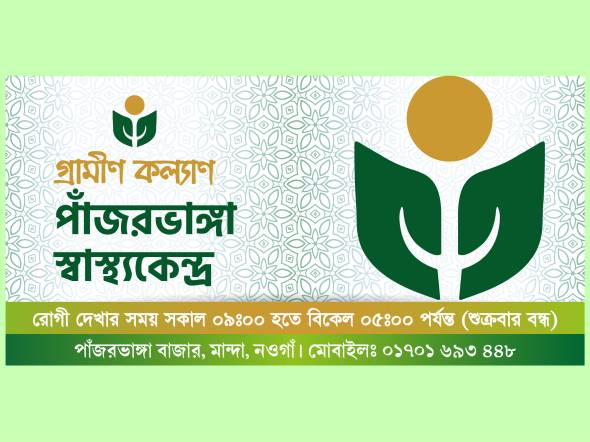 গ্রামীণ কল্যাণ
পাঁজরভাঙ্গা
স্বাস্থ্যকেন্দ্র
রোগী দেখার সময় সকাল ০৯ঃ০০ হতে বিকেল ০৫ঃ০০ পর্যন্ত (শুক্রবার বন্ধ)
পাঁজরভাঙ্গা বাজার, মান্দা, নওগাঁ। মোবাইলঃ ০১৭০১ ৬৯৩ ৪৪৮